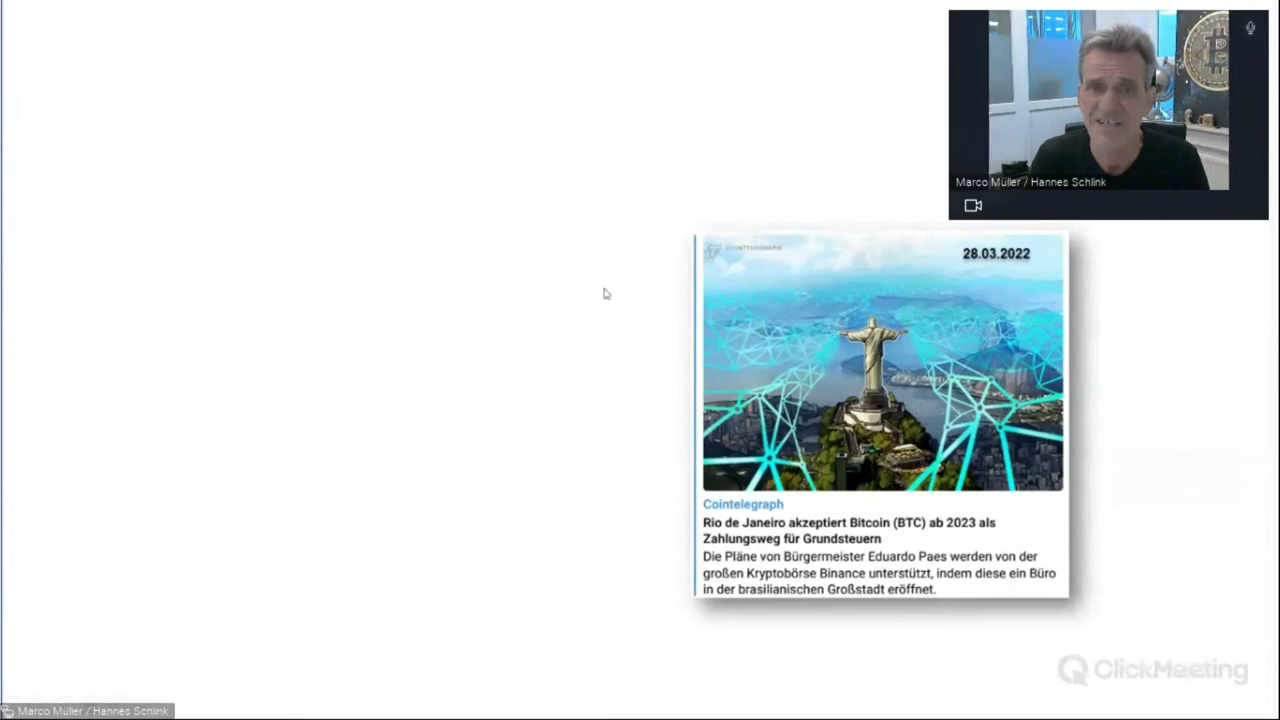 Marco Müller / Hannes Schlink
COINTELEGRAPH
28.03.2022
Cointelegraph
Rio de Janeiro akzeptiert Bitcoin (BTC) ab 2023 als
Zahlungsweg für Grundsteuern
Die Pläne von Bürgermeister Eduardo Paes werden von der
großen Kryptobörse Binance unterstützt, indem diese ein Büro
in der brasilianischen Großstadt eröffnet.
ClickMeeting
Marco Müller / Hannes Schlink